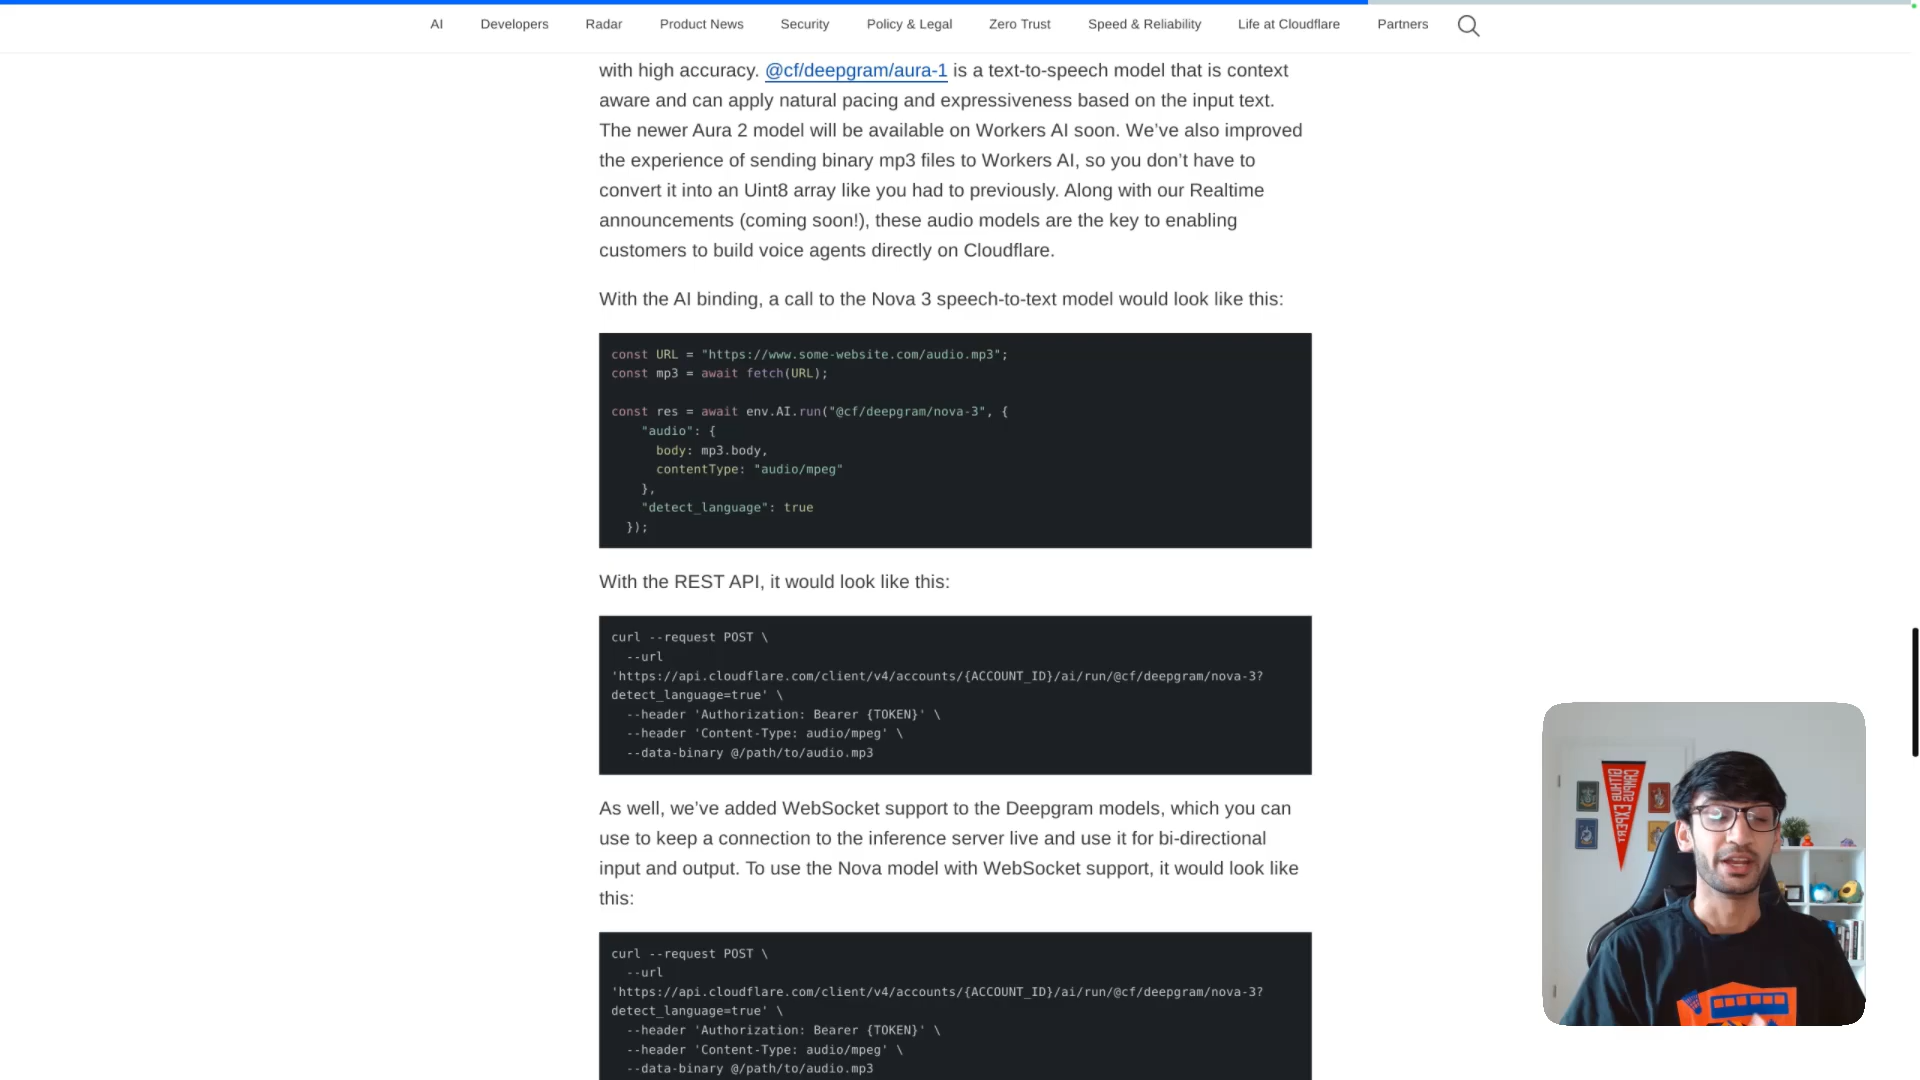 AI Developers Radar Product News Security Policy & Legal Zero Trust Speed & Reliability Life at Cloudflare Partners
with high accuracy. @cf/deepgram/aura-1 is a text-to-speech model that is context
aware and can apply natural pacing and expressiveness based on the input text.
The newer Aura 2 model will be available on Workers AI soon. We’ve also improved
the experience of sending binary mp3 files to Workers AI, so you don’t have to
convert it into an Uint8 array like you had to previously. Along with our Realtime
announcements (coming soon!), these audio models are the key to enabling
customers to build voice agents directly on Cloudflare.
With the AI binding, a call to the Nova 3 speech-to-text model would look like this:
const URL = "https://www.some-website.com/audio.mp3";
const mp3 = await fetch(URL);
const res = await env.AI.run("@cf/deepgram/nova-3", {
"audio": {
body: mp3.body,
contentType: "audio/mpeg"
},
"detect_language": true
});
With the REST API, it would look like this:
curl --request POST \
--url
'https://api.cloudflare.com/client/v4/accounts/{ACCOUNT_ID}/ai/run/@cf/deepgram/nova-3?
detect_language=true' \
--header 'Authorization: Bearer {TOKEN}' \
--header 'Content-Type: audio/mpeg' \
--data-binary @/path/to/audio.mp3
As well, we’ve added WebSocket support to the Deepgram models, which you can
use to keep a connection to the inference server live and use it for bi-directional
input and output. To use the Nova model with WebSocket support, it would look like
this:
curl --request POST \
--url
'https://api.cloudflare.com/client/v4/accounts/{ACCOUNT_ID}/ai/run/@cf/deepgram/nova-3?
detect_language=true' \
--header 'Authorization: Bearer {TOKEN}' \
--header 'Content-Type: audio/mpeg' \
--data-binary @/path/to/audio.mp3